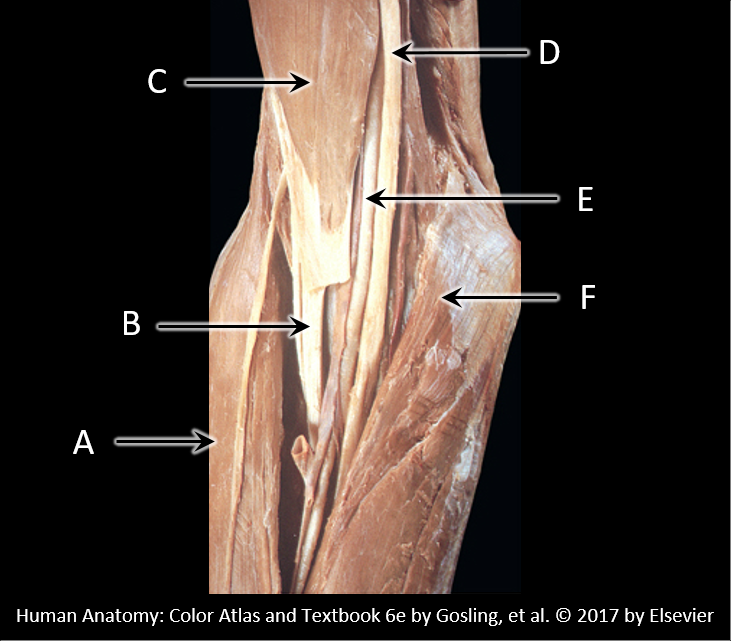 D
C
E
F
B
A
Human Anatomy: Color Atlas and Textbook 6e by Gosling, et al. © 2017 by Elsevier